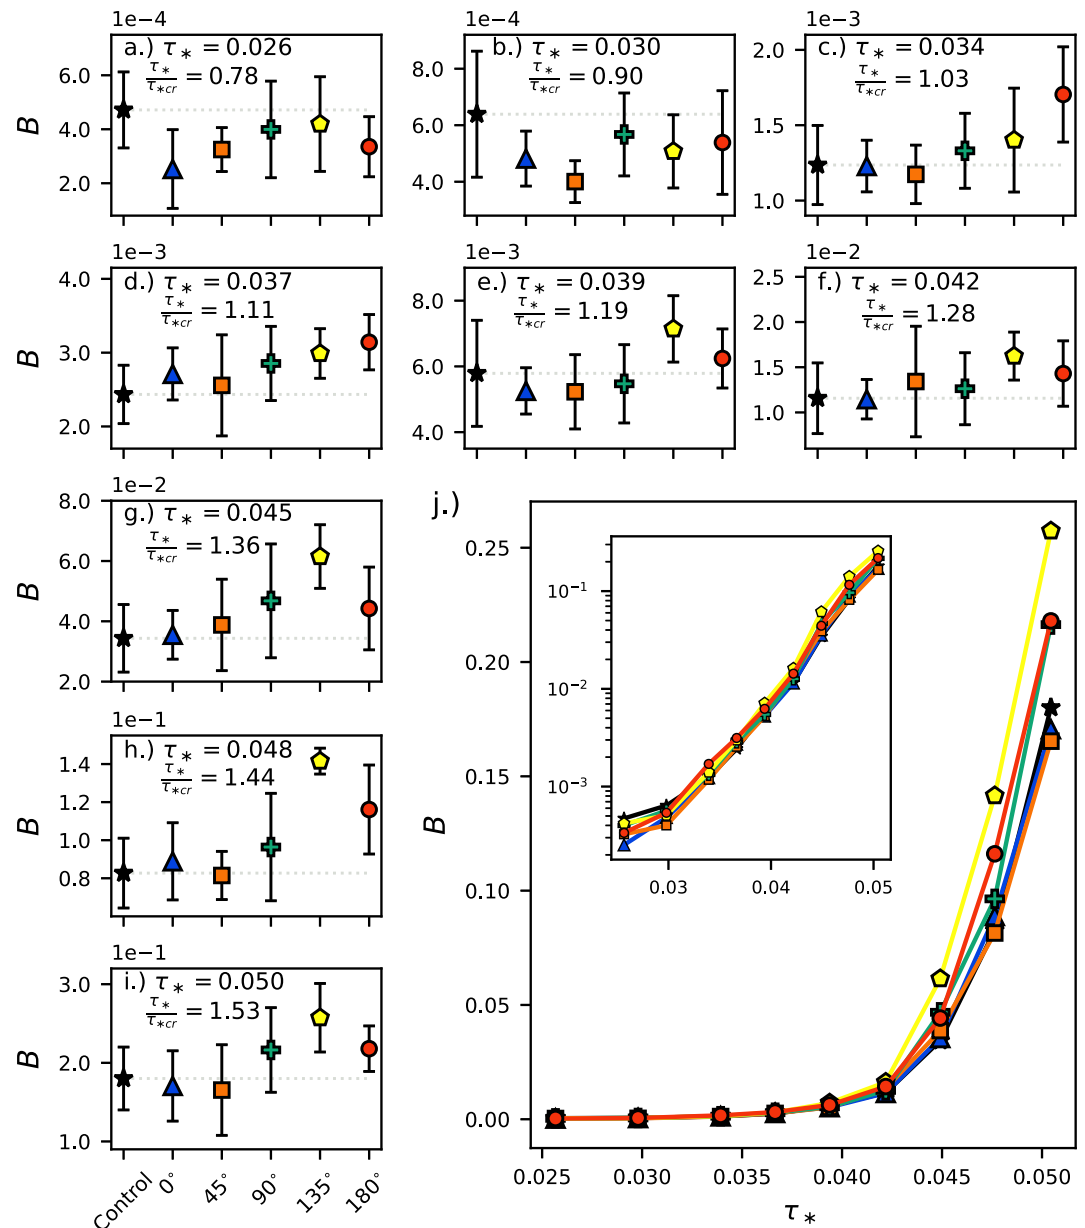 1e−4
a.) τ* = 0.026
τ*/τ*cr = 0.78
6.0
4.0
2.0
B
1e−4
b.) τ* = 0.030
τ*/τ*cr = 0.90
8.0
6.0
4.0
1e−3
c.) τ* = 0.034
τ*/τ*cr = 1.03
2.0
1.5
1.0
1e−3
d.) τ* = 0.037
τ*/τ*cr = 1.11
4.0
3.0
2.0
B
e.) τ* = 0.039
τ*/τ*cr = 1.19
8.0
6.0
4.0
1e−3
1e−2
f.) τ* = 0.042
τ*/τ*cr = 1.28
2.5
2.0
1.5
1.0
1e−2
g.) τ* = 0.045
τ*/τ*cr = 1.36
8.0
6.0
4.0
2.0
B
1e−1
h.) τ* = 0.048
τ*/τ*cr = 1.44
1.4
1.2
1.0
0.8
B
1e−1
i.) τ* = 0.050
τ*/τ*cr = 1.53
3.0
2.0
1.0
B
Control 0° 45° 90° 135° 180°
j.)
0.25
0.20
0.15
0.10
0.05
0.00
B
10⁻¹
10⁻²
10⁻³
0.03 0.04 0.05
0.025 0.030 0.035 0.040 0.045 0.050
τ*